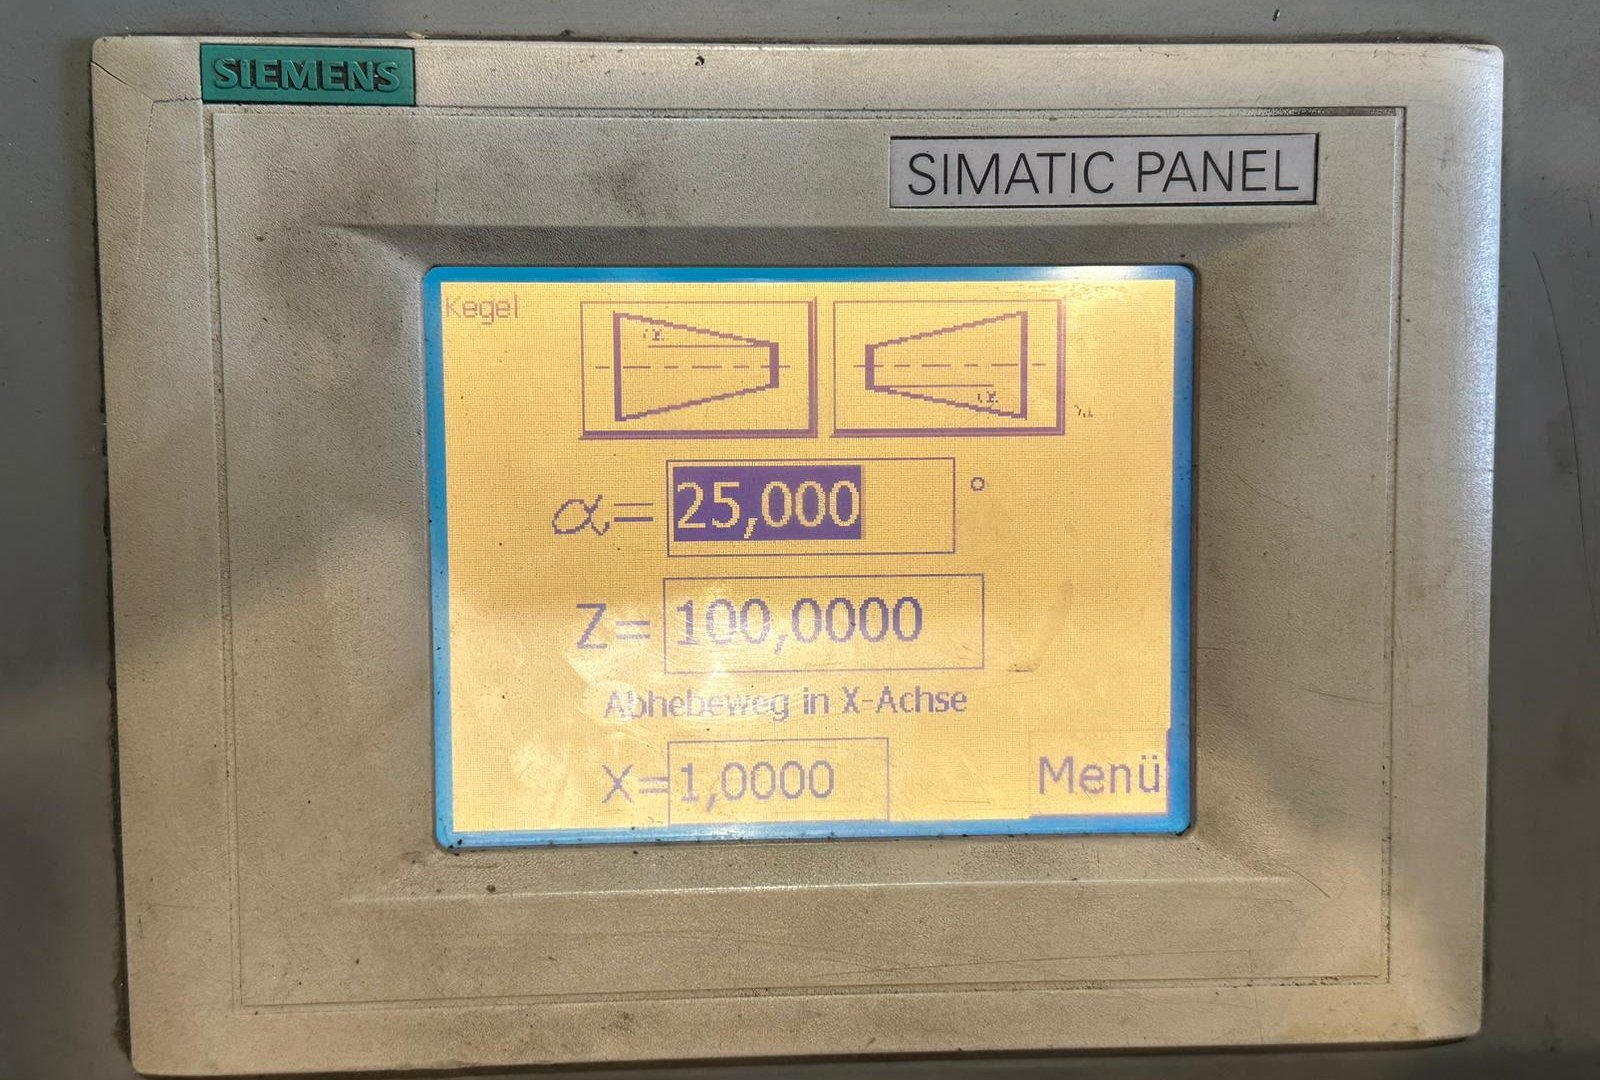 SIEMENS
SIMATIC PANEL
Kegel
α= 25,000 °
Z= 100,0000
Abhebeweg in X-Achse
X= 1,0000
Menü